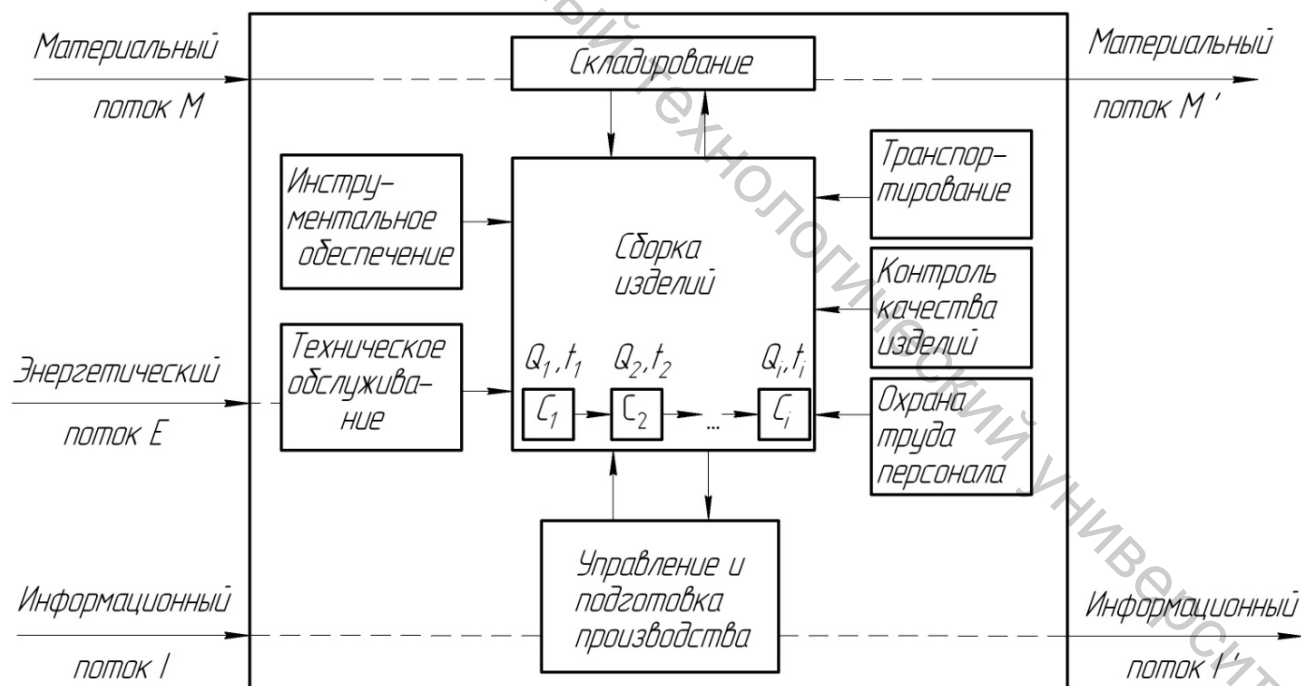 Материальный
поток М
Складирование
Материальный
поток М'
Инстру-
ментальное
обеспечение
Транспор-
тирование
Сборка
изделий
Контроль
качества
изделий
Техническое
обслужива-
ние
Q1, t1
Q2, t2
Qi, ti
C1
C2
...
Ci
Охрана
труда
персонала
Энергетический
поток Е
Управление и
подготовка
производства
Информационный
поток I
Информационный
поток I'
технологический университ